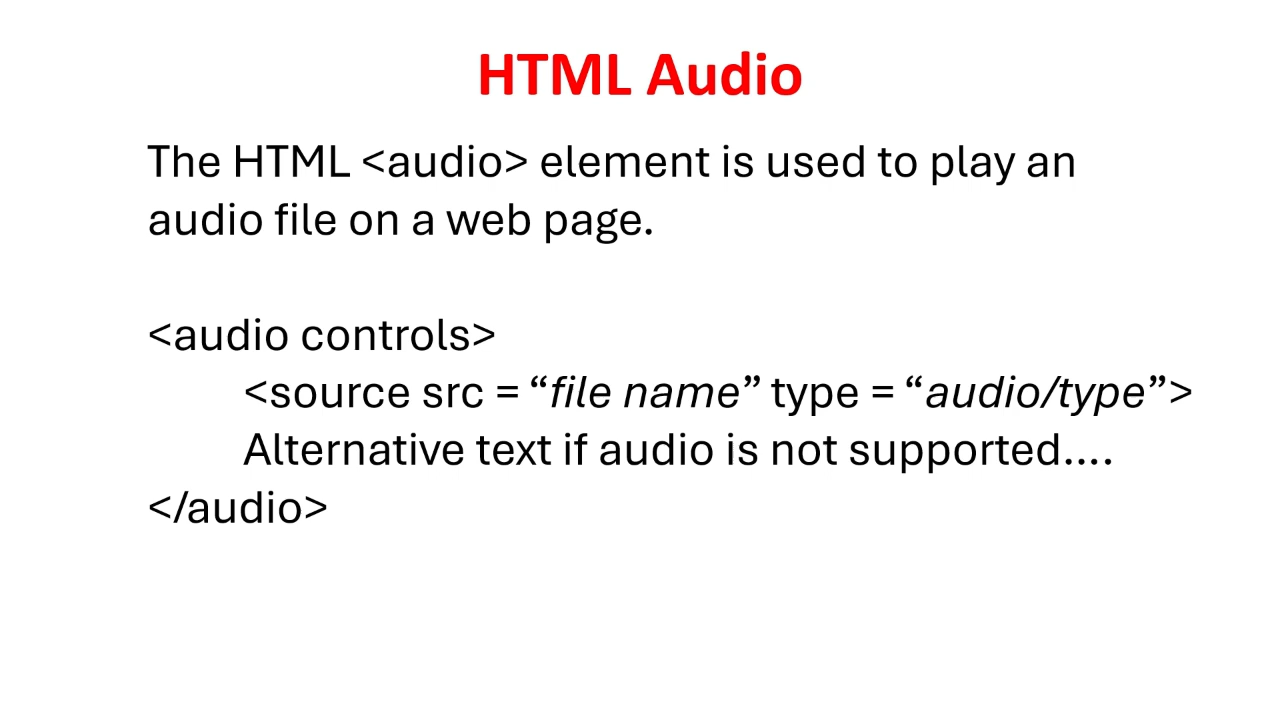 HTML Audio
The HTML <audio> element is used to play an
audio file on a web page.
<audio controls>
<source src = “file name” type = “audio/type”>
Alternative text if audio is not supported....
</audio>